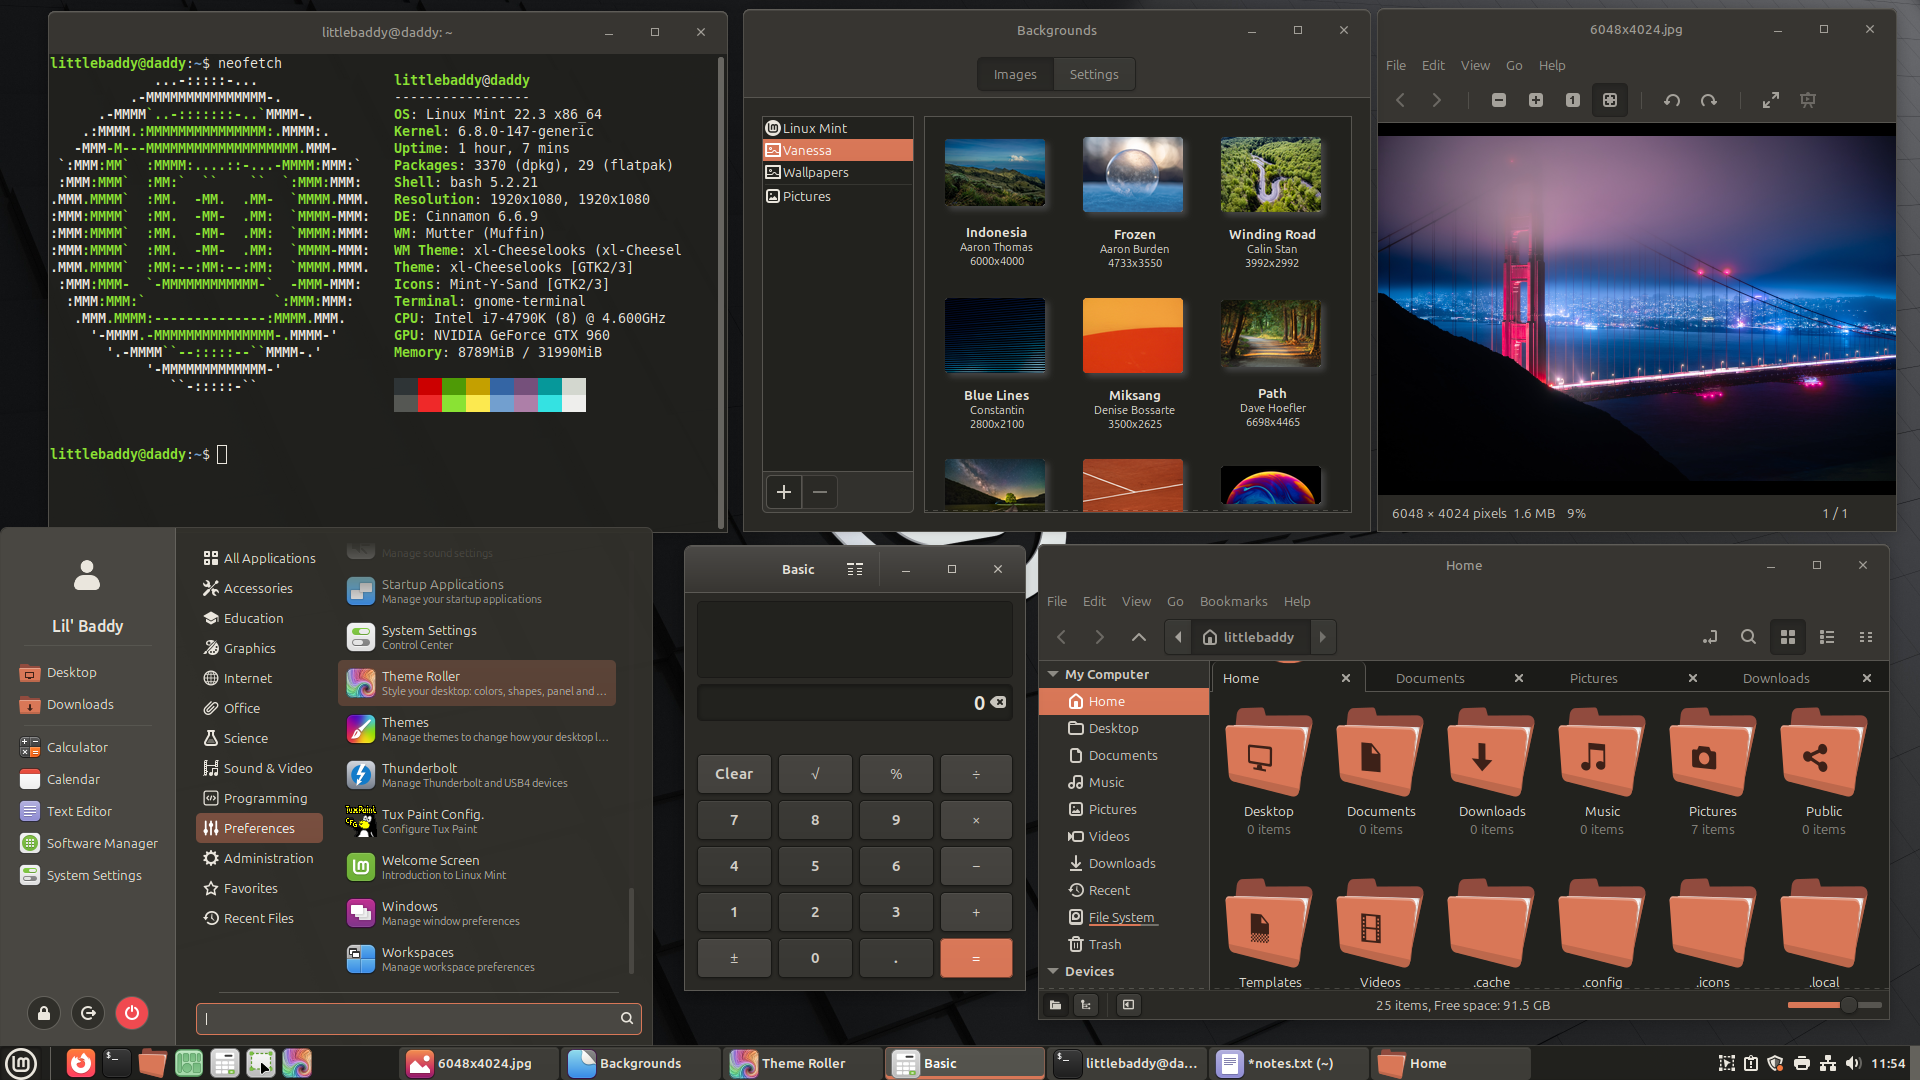 littlebaddy@daddy: ~
littlebaddy@daddy:~$ neofetch
littlebaddy@daddy
-----------------
OS: Linux Mint 22.3 x86_64
Kernel: 6.8.0-147-generic
Uptime: 1 hour, 7 mins
Packages: 3370 (dpkg), 29 (flatpak)
Shell: bash 5.2.21
Resolution: 1920x1080, 1920x1080
DE: Cinnamon 6.6.9
WM: Mutter (Muffin)
WM Theme: xl-Cheeselooks (xl-Cheesel
Theme: xl-Cheeselooks [GTK2/3]
Icons: Mint-Y-Sand [GTK2/3]
Terminal: gnome-terminal
CPU: Intel i7-4790K (8) @ 4.600GHz
GPU: NVIDIA GeForce GTX 960
Memory: 8789MiB / 31990MiB
littlebaddy@daddy:~$
Backgrounds
Images Settings
Linux Mint
Vanessa
Wallpapers
Pictures
Indonesia
Aaron Thomas
6000x4000
Frozen
Aaron Burden
4733x3550
Winding Road
Calin Stan
3992x2992
Blue Lines
Constantin
2800x2100
Miksang
Denise Bossarte
3500x2625
Path
Dave Hoefler
6698x4465
6048x4024.jpg
File Edit View Go Help
6048 × 4024 pixels 1.6 MB 9%
1 / 1
Lil' Baddy
Desktop
Downloads
Calculator
Calendar
Text Editor
Software Manager
System Settings
All Applications
Accessories
Education
Graphics
Internet
Office
Science
Sound & Video
Programming
Preferences
Administration
Favorites
Recent Files
Manage sound settings
Startup Applications
Manage your startup applications
System Settings
Control Center
Theme Roller
Style your desktop: colors, shapes, panel and ...
Themes
Manage themes to change how your desktop l...
Thunderbolt
Manage Thunderbolt and USB4 devices
Tux Paint Config.
Configure Tux Paint
Welcome Screen
Introduction to Linux Mint
Windows
Manage window preferences
Workspaces
Manage workspace preferences
Basic
0
Clear √ % ÷
7 8 9 ×
4 5 6 −
1 2 3 +
± 0 . =
Home
File Edit View Go Bookmarks Help
littlebaddy
My Computer
Home
Desktop
Documents
Music
Pictures
Videos
Downloads
Recent
File System
Trash
Devices
Home Documents Pictures Downloads
Desktop
0 items
Documents
0 items
Downloads
0 items
Music
0 items
Pictures
7 items
Public
0 items
Templates
Videos
.cache
.config
.icons
.local
25 items, Free space: 91.5 GB
6048x4024.jpg
Backgrounds
Theme Roller
Basic
littlebaddy@da...
*notes.txt (~)
Home
11:54